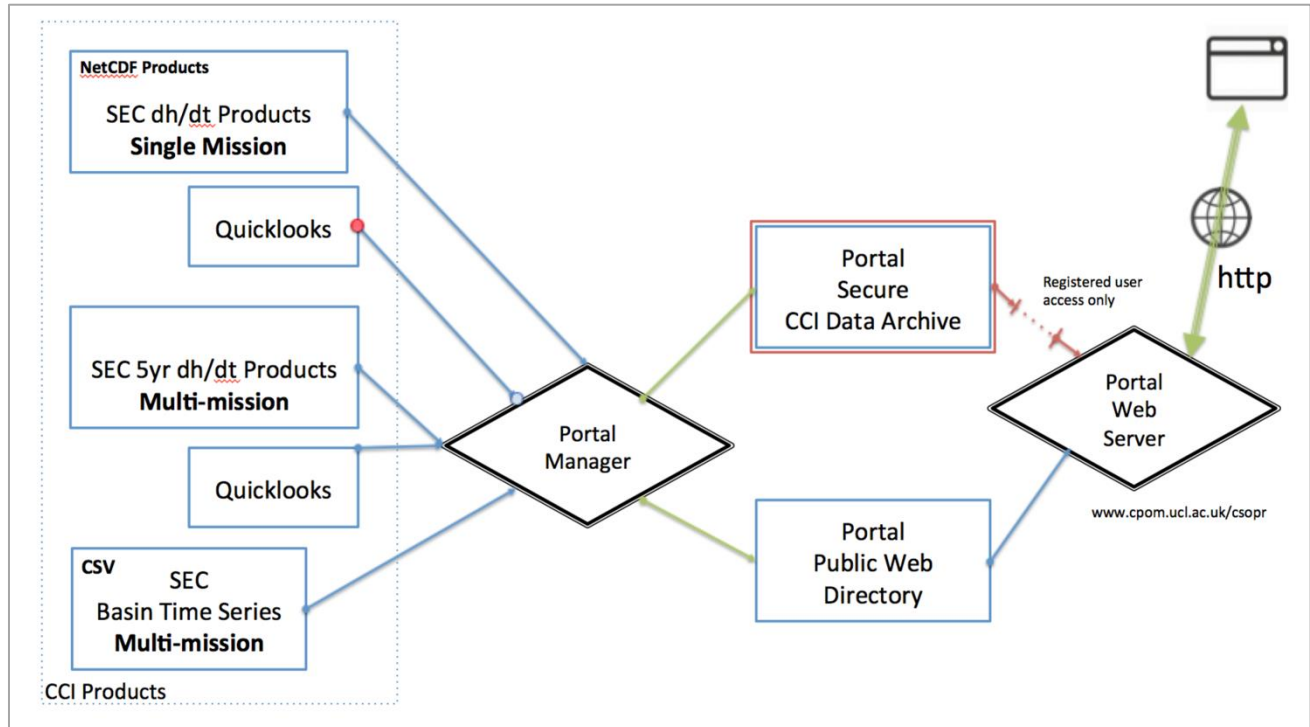 NetCDF Products
SEC dh/dt Products
Single Mission
Quicklooks
SEC 5yr dh/dt Products
Multi-mission
Quicklooks
CSV
SEC
Basin Time Series
Multi-mission
CCI Products
Portal
Manager
Portal
Secure
CCI Data Archive
Registered user
access only
Portal
Public Web
Directory
http
Portal
Web
Server
www.cpom.ucl.ac.uk/csopr